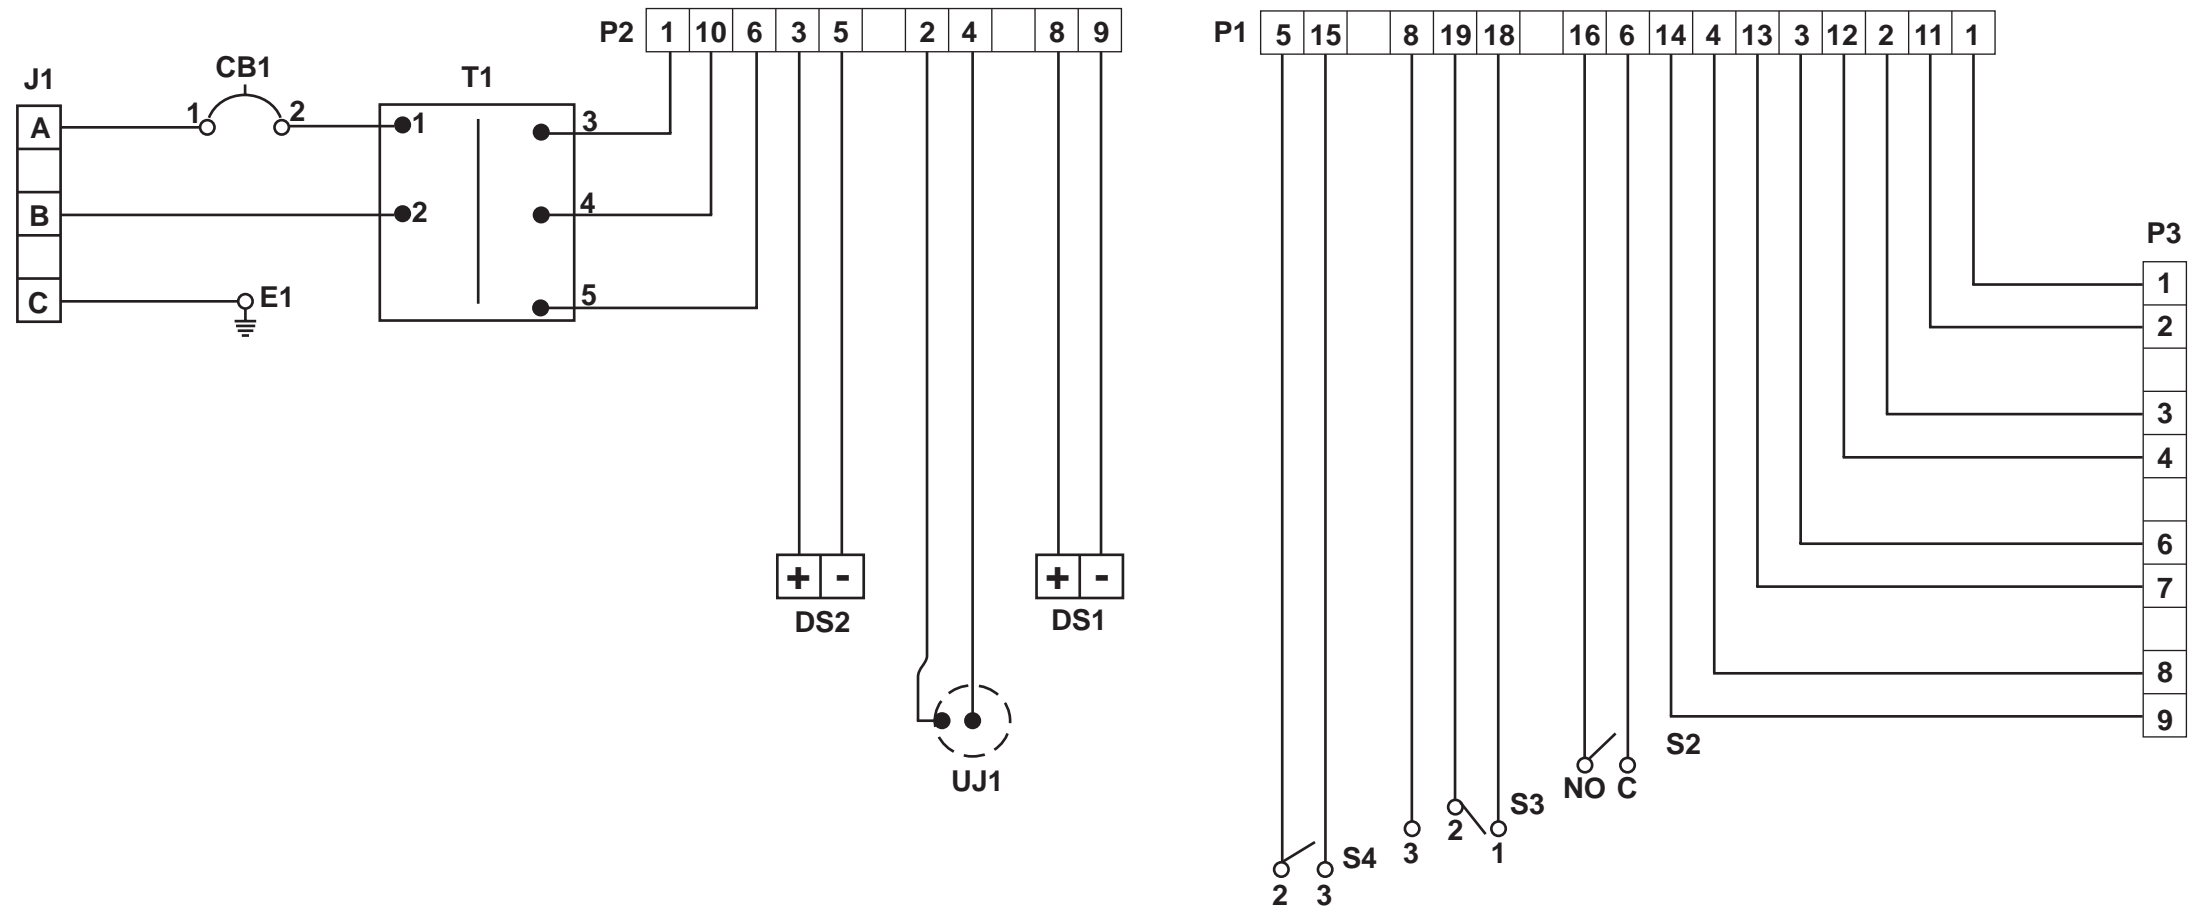 P2 1 10 6 3 5 2 4 8 9
P1 5 15 8 19 18 16 6 14 4 13 3 12 2 11 1
J1
CB1
T1
A
1 2
1
3
B
2
4
C
E1
5
P3
1
2
3
4
6
7
8
9
+ -
DS2
+ -
DS1
UJ1
S2
NO C
S3
3
2
1
S4
2 3